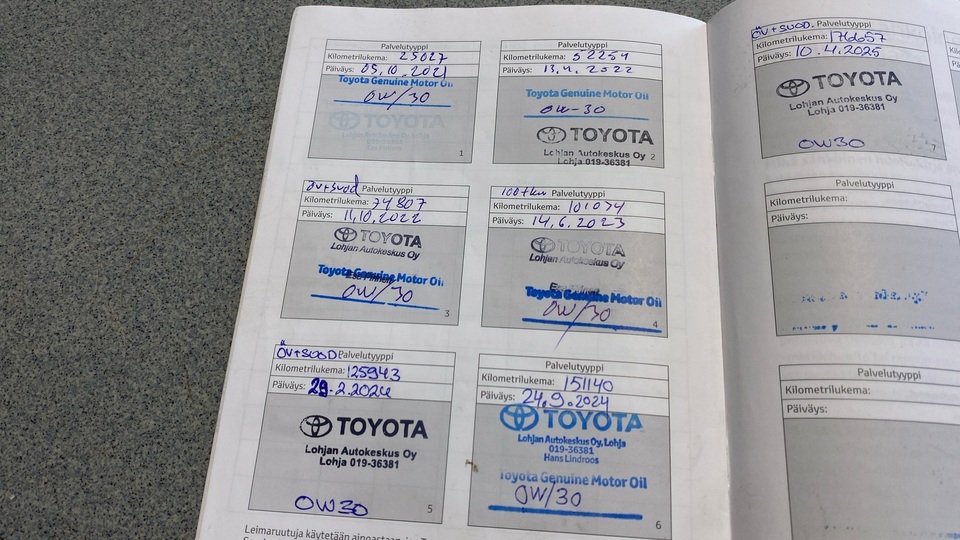 Palvelutyyppi
Kilometrilukema: 25027
Päiväys: 05.10.2021
Toyota Genuine Motor Oil
0W/30
TOYOTA
1
Palvelutyyppi
Kilometrilukema: 52254
Päiväys: 13.4.2022
Toyota Genuine Motor Oil
0W-30
TOYOTA
Lohjan Autokeskus Oy
Lohja 019-36381
2
ÖV+suod Palvelutyyppi
Kilometrilukema: 74807
Päiväys: 11.10.2022
TOYOTA
Lohjan Autokeskus Oy
Toyota Genuine Motor Oil
0W/30
3
100tkm Palvelutyyppi
Kilometrilukema: 101074
Päiväys: 14.6.2023
TOYOTA
Lohjan Autokeskus Oy
Toyota Genuine Motor Oil
0W/30
4
ÖV+SUOD Palvelutyyppi
Kilometrilukema: 125943
Päiväys: 29.2.2024
TOYOTA
Lohjan Autokeskus Oy
Lohja 019-36381
0W30
5
Palvelutyyppi
Kilometrilukema: 151140
Päiväys: 24.9.2024
TOYOTA
Lohjan Autokeskus Oy, Lohja
019-36381
Hans Lindroos
Toyota Genuine Motor Oil
0W/30
6
Leimaruutuja käytetään ainoastaan
ÖV+SUOD. Palvelutyyppi
Kilometrilukema: 176657
Päiväys: 10.4.2025
TOYOTA
Lohjan Autokeskus Oy
Lohja 019-36381
0W30
7
Palvelutyyppi
Kilometrilukema:
Päiväys:
Palvelutyyppi
Kilometrilukema:
Päiväys: